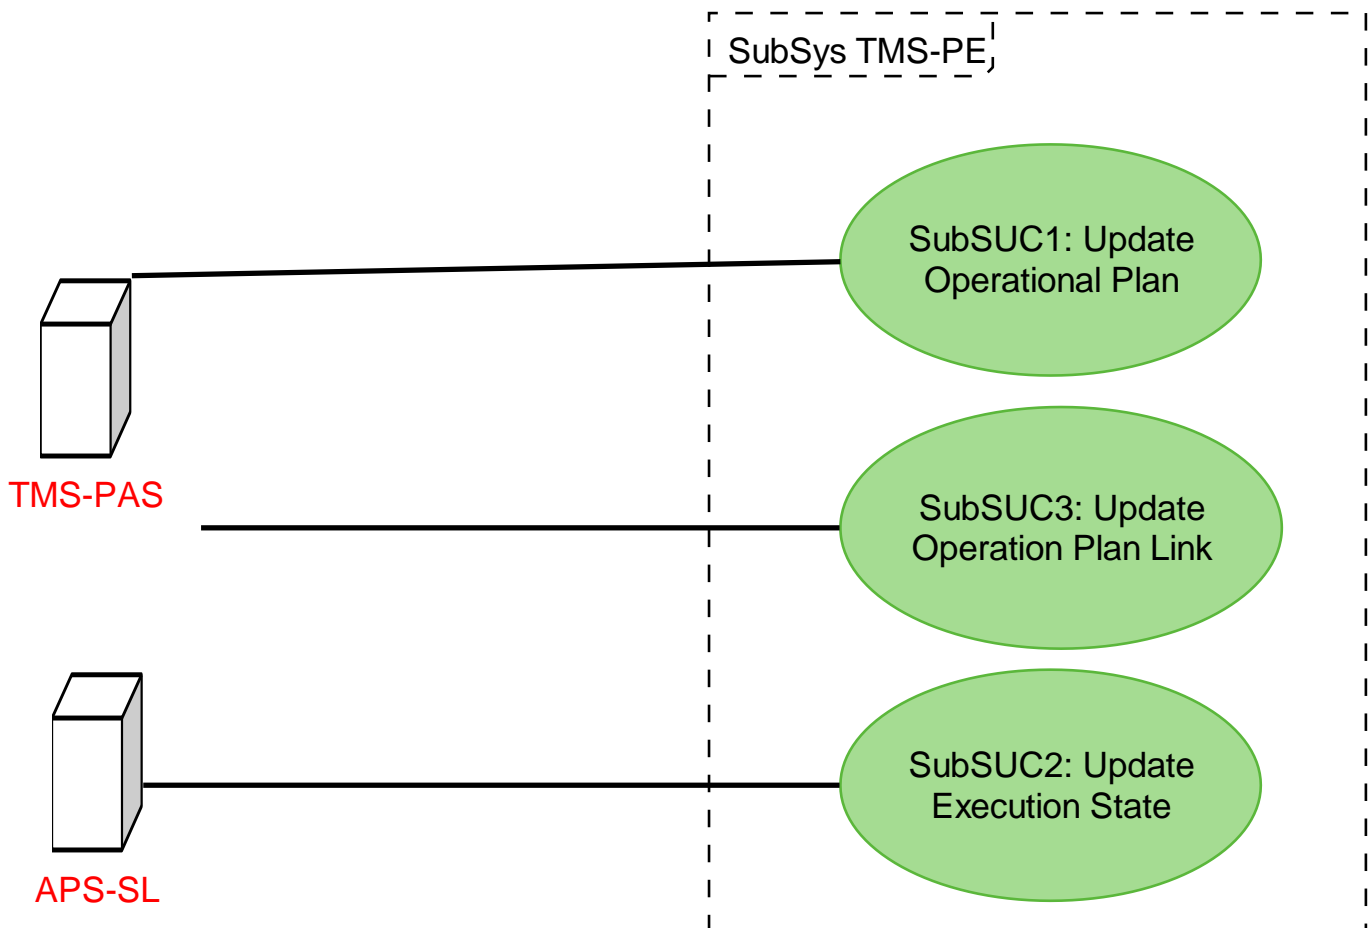 SubSys TMS-PE
SubSUC1: Update
Operational Plan
TMS-PAS
SubSUC3: Update
Operation Plan Link
SubSUC2: Update
Execution State
APS-SL